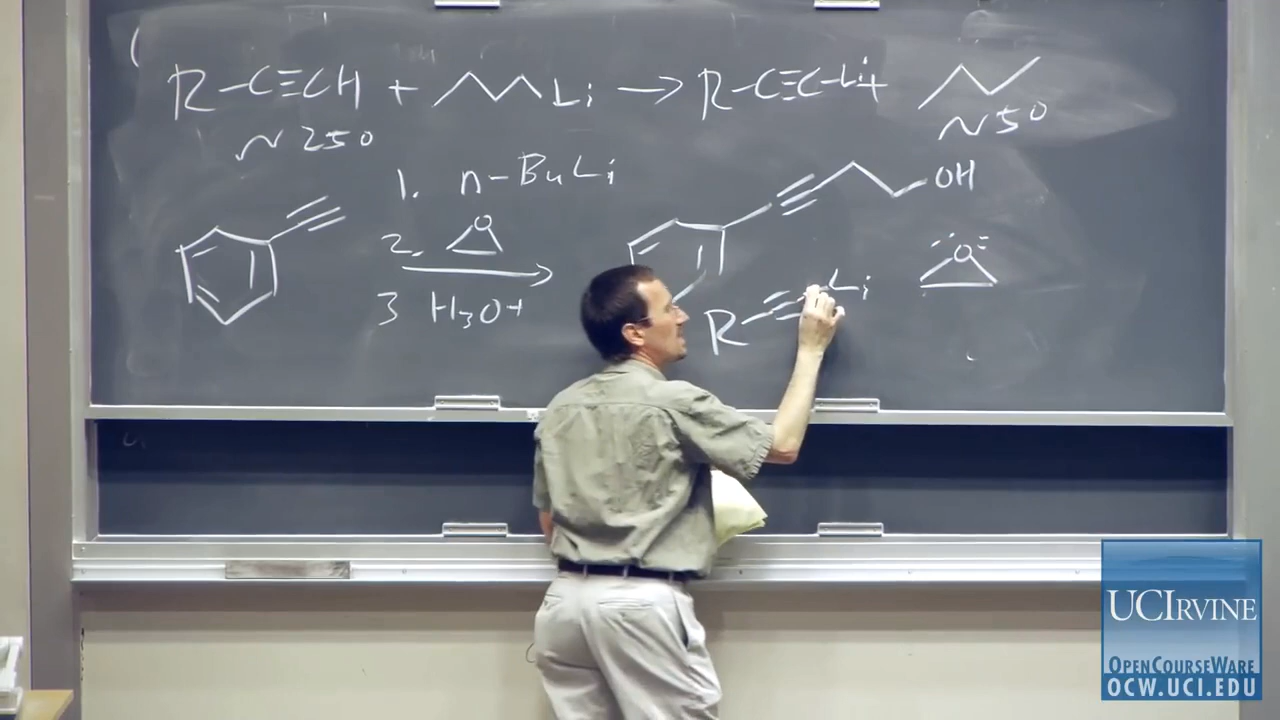 R-C≡CH + Li → R-C≡C-Li +
~250 ~50
1. n-BuLi
OH
2. O
3 H3O+
O
R Li
UCIRVINE
OPENCOURSEWARE
OCW.UCI.EDU